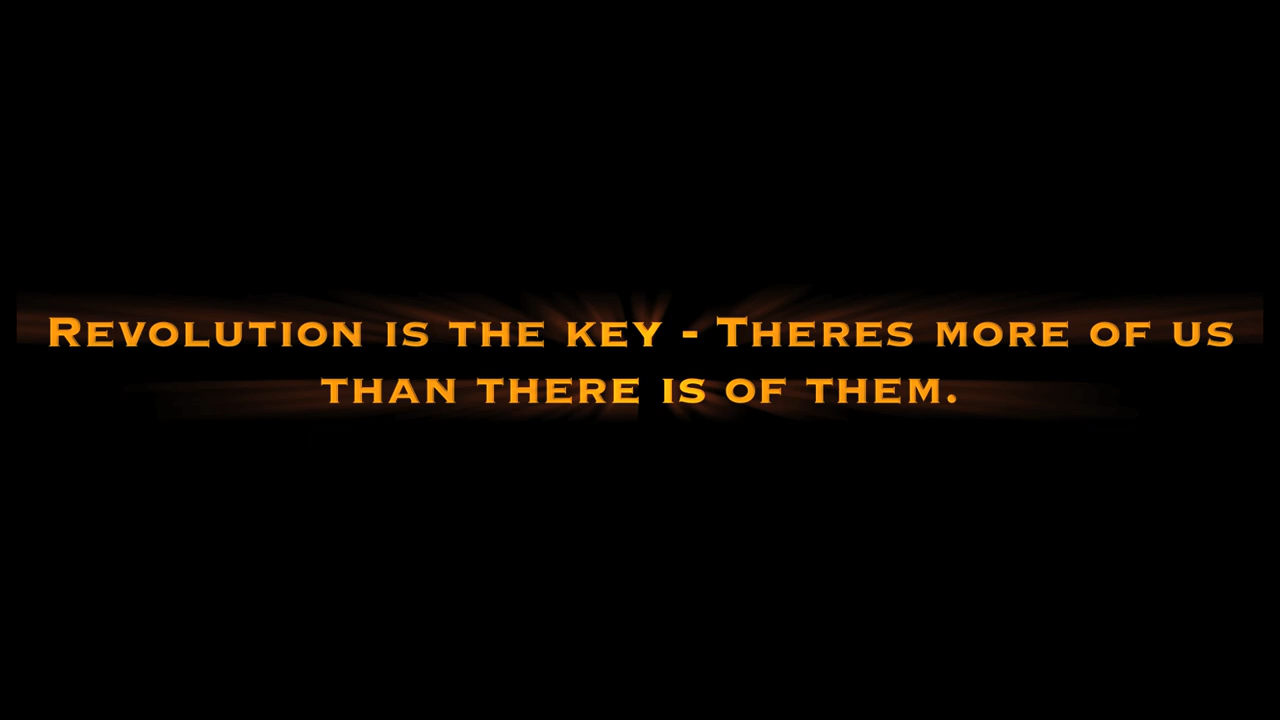 Revolution is the key - Theres more of us
than there is of them.